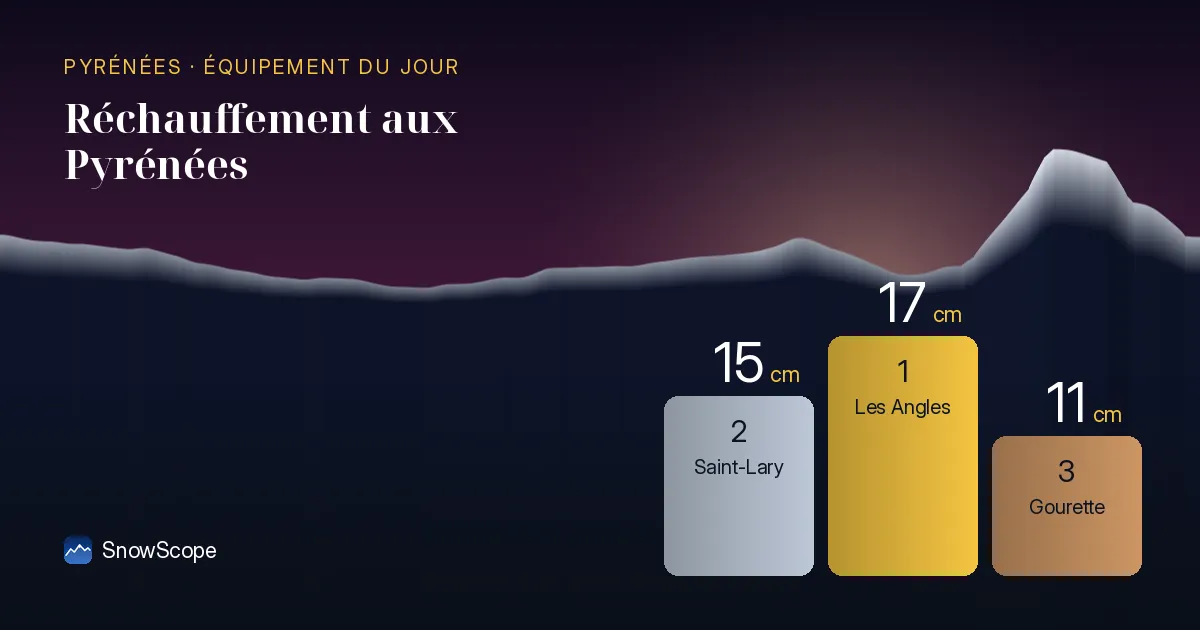 PYRÉNÉES · ÉQUIPEMENT DU JOUR
Réchauffement aux
Pyrénées
17 cm
1
Les Angles
15 cm
2
Saint-Lary
11 cm
3
Gourette
SnowScope